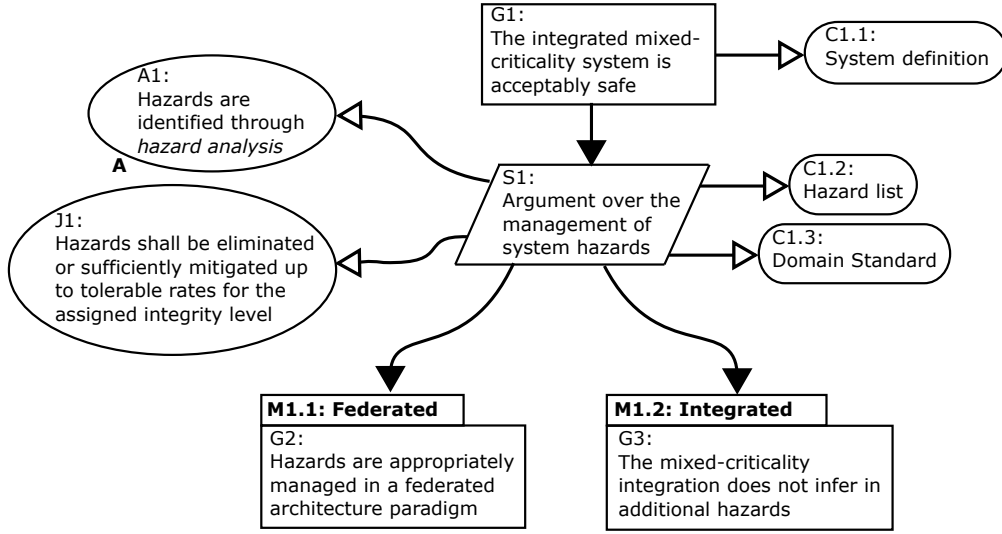 G1:
The integrated mixed-
criticality system is
acceptably safe
C1.1:
System definition
A1:
Hazards are
identified through
hazard analysis
A
S1:
Argument over the
management of
system hazards
C1.2:
Hazard list
J1:
Hazards shall be eliminated
or sufficiently mitigated up
to tolerable rates for the
assigned integrity level
C1.3:
Domain Standard
M1.1: Federated
G2:
Hazards are appropriately
managed in a federated
architecture paradigm
M1.2: Integrated
G3:
The mixed-criticality
integration does not infer in
additional hazards